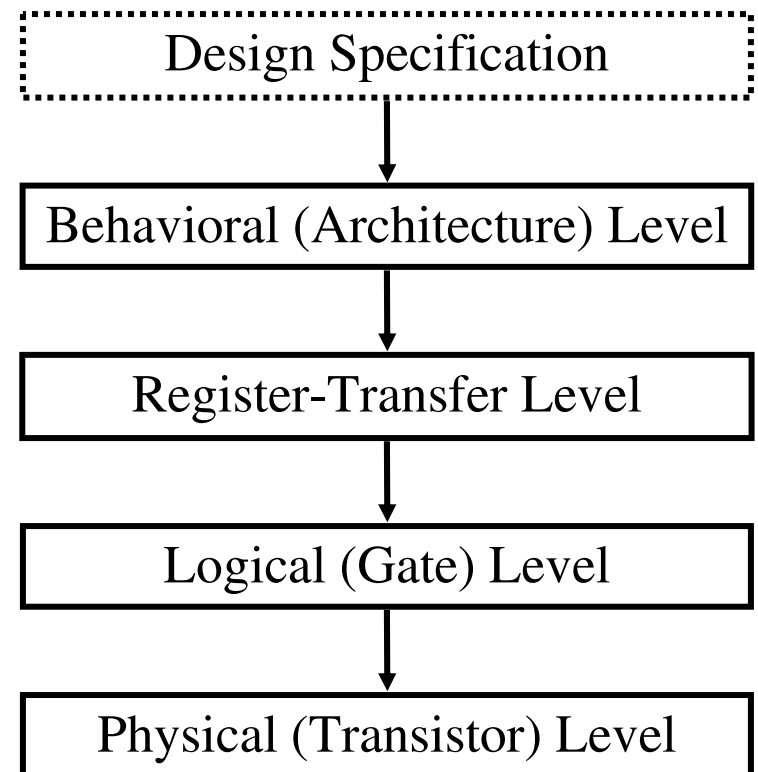 Design Specification
Behavioral (Architecture) Level
Register-Transfer Level
Logical (Gate) Level
Physical (Transistor) Level